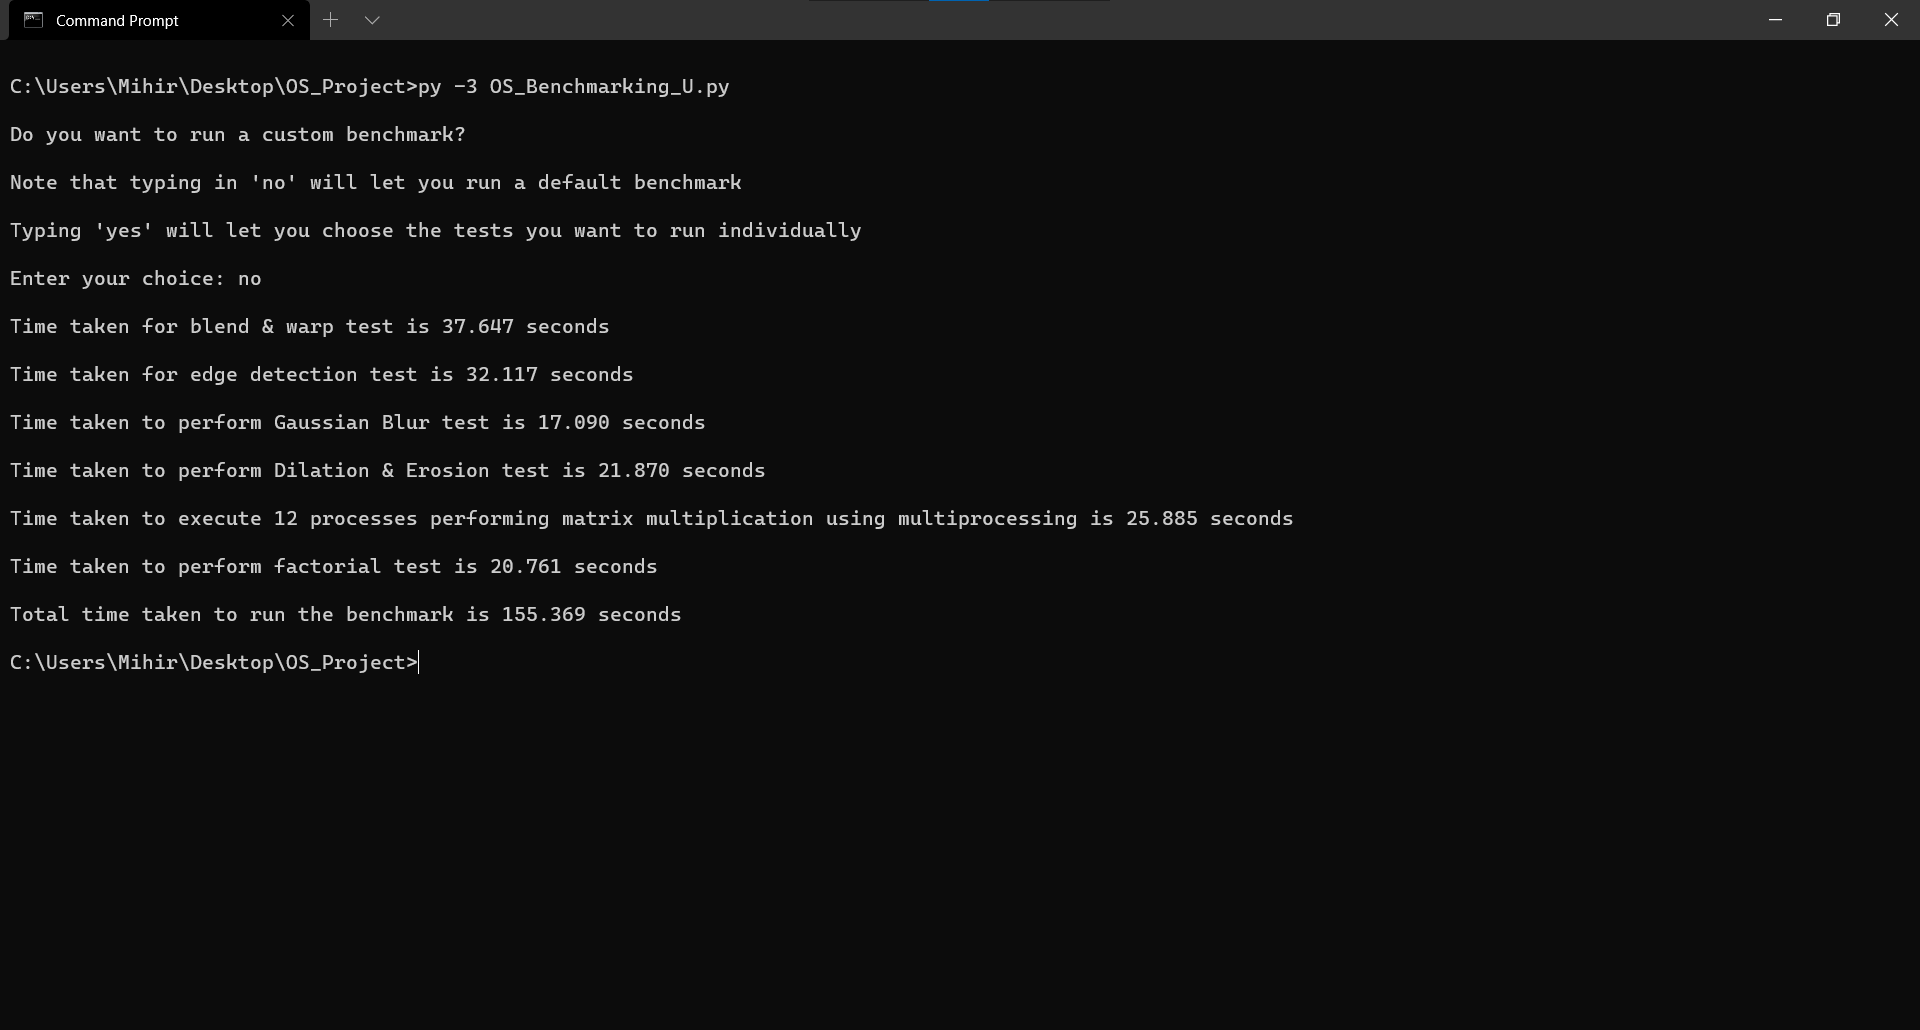 Command Prompt
C:\Users\Mihir\Desktop\OS_Project>py -3 OS_Benchmarking_U.py
Do you want to run a custom benchmark?
Note that typing in 'no' will let you run a default benchmark
Typing 'yes' will let you choose the tests you want to run individually
Enter your choice: no
Time taken for blend & warp test is 37.647 seconds
Time taken for edge detection test is 32.117 seconds
Time taken to perform Gaussian Blur test is 17.090 seconds
Time taken to perform Dilation & Erosion test is 21.870 seconds
Time taken to execute 12 processes performing matrix multiplication using multiprocessing is 25.885 seconds
Time taken to perform factorial test is 20.761 seconds
Total time taken to run the benchmark is 155.369 seconds
C:\Users\Mihir\Desktop\OS_Project>